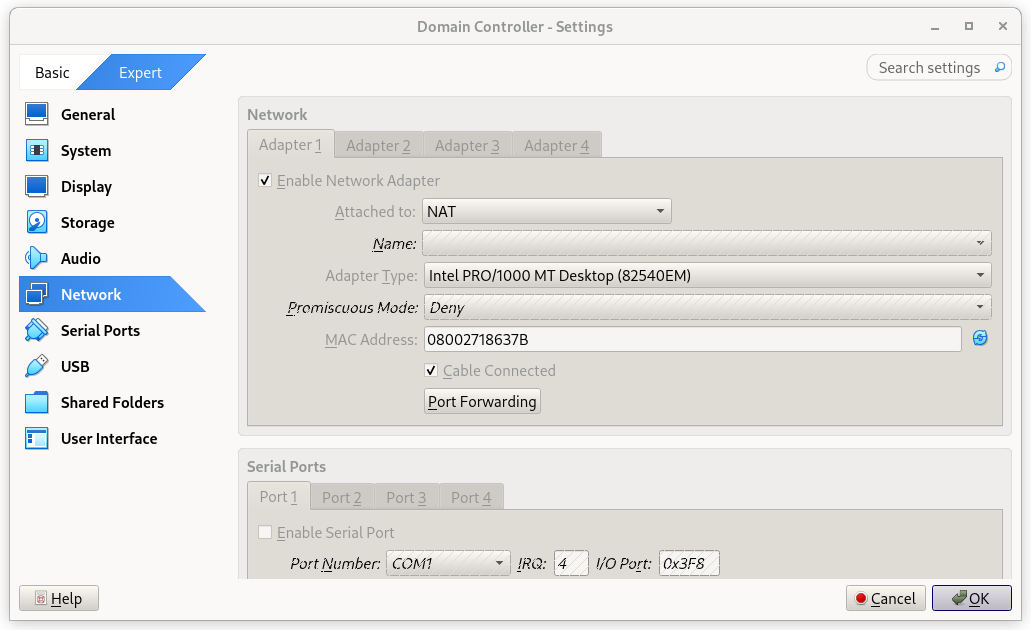 Domain Controller - Settings
Basic
Expert
Search settings
General
System
Display
Storage
Audio
Network
Serial Ports
USB
Shared Folders
User Interface
Network
Adapter 1 Adapter 2 Adapter 3 Adapter 4
Enable Network Adapter
Attached to: NAT
Name:
Adapter Type: Intel PRO/1000 MT Desktop (82540EM)
Promiscuous Mode: Deny
MAC Address: 08002718637B
Cable Connected
Port Forwarding
Serial Ports
Port 1 Port 2 Port 3 Port 4
Enable Serial Port
Port Number: COM1 IRQ: 4 I/O Port: 0x3F8
Help
Cancel
OK